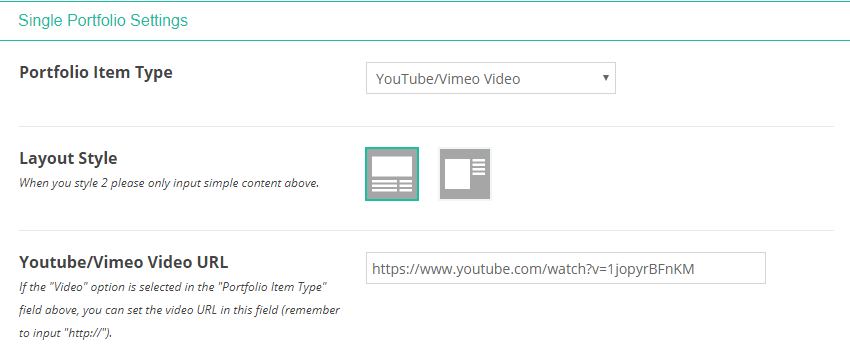 Single Portfolio Settings
Portfolio Item Type
YouTube/Vimeo Video
Layout Style
When you style 2 please only input simple content above.
Youtube/Vimeo Video URL
https://www.youtube.com/watch?v=1jopyrBFnKM
If the "Video" option is selected in the "Portfolio Item Type"
field above, you can set the video URL in this field (remember
to input "http://").